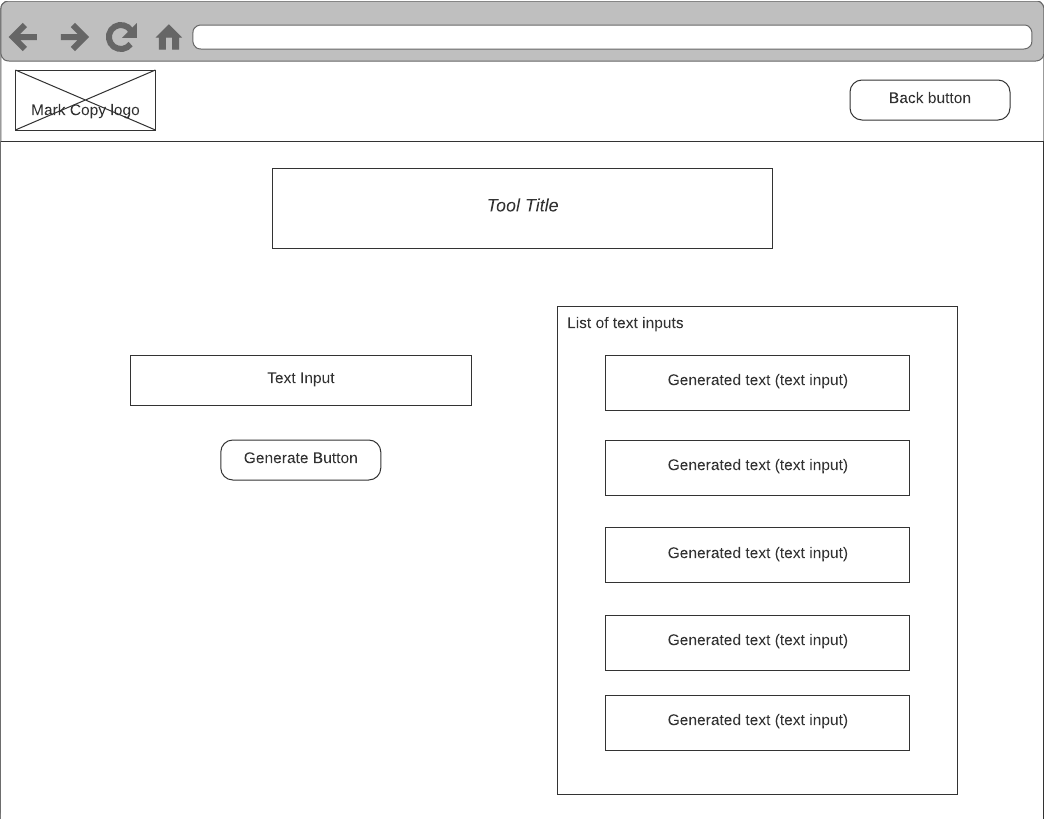 Mark Copy logo
Back button
Tool Title
List of text inputs
Text Input
Generated text (text input)
Generate Button
Generated text (text input)
Generated text (text input)
Generated text (text input)
Generated text (text input)